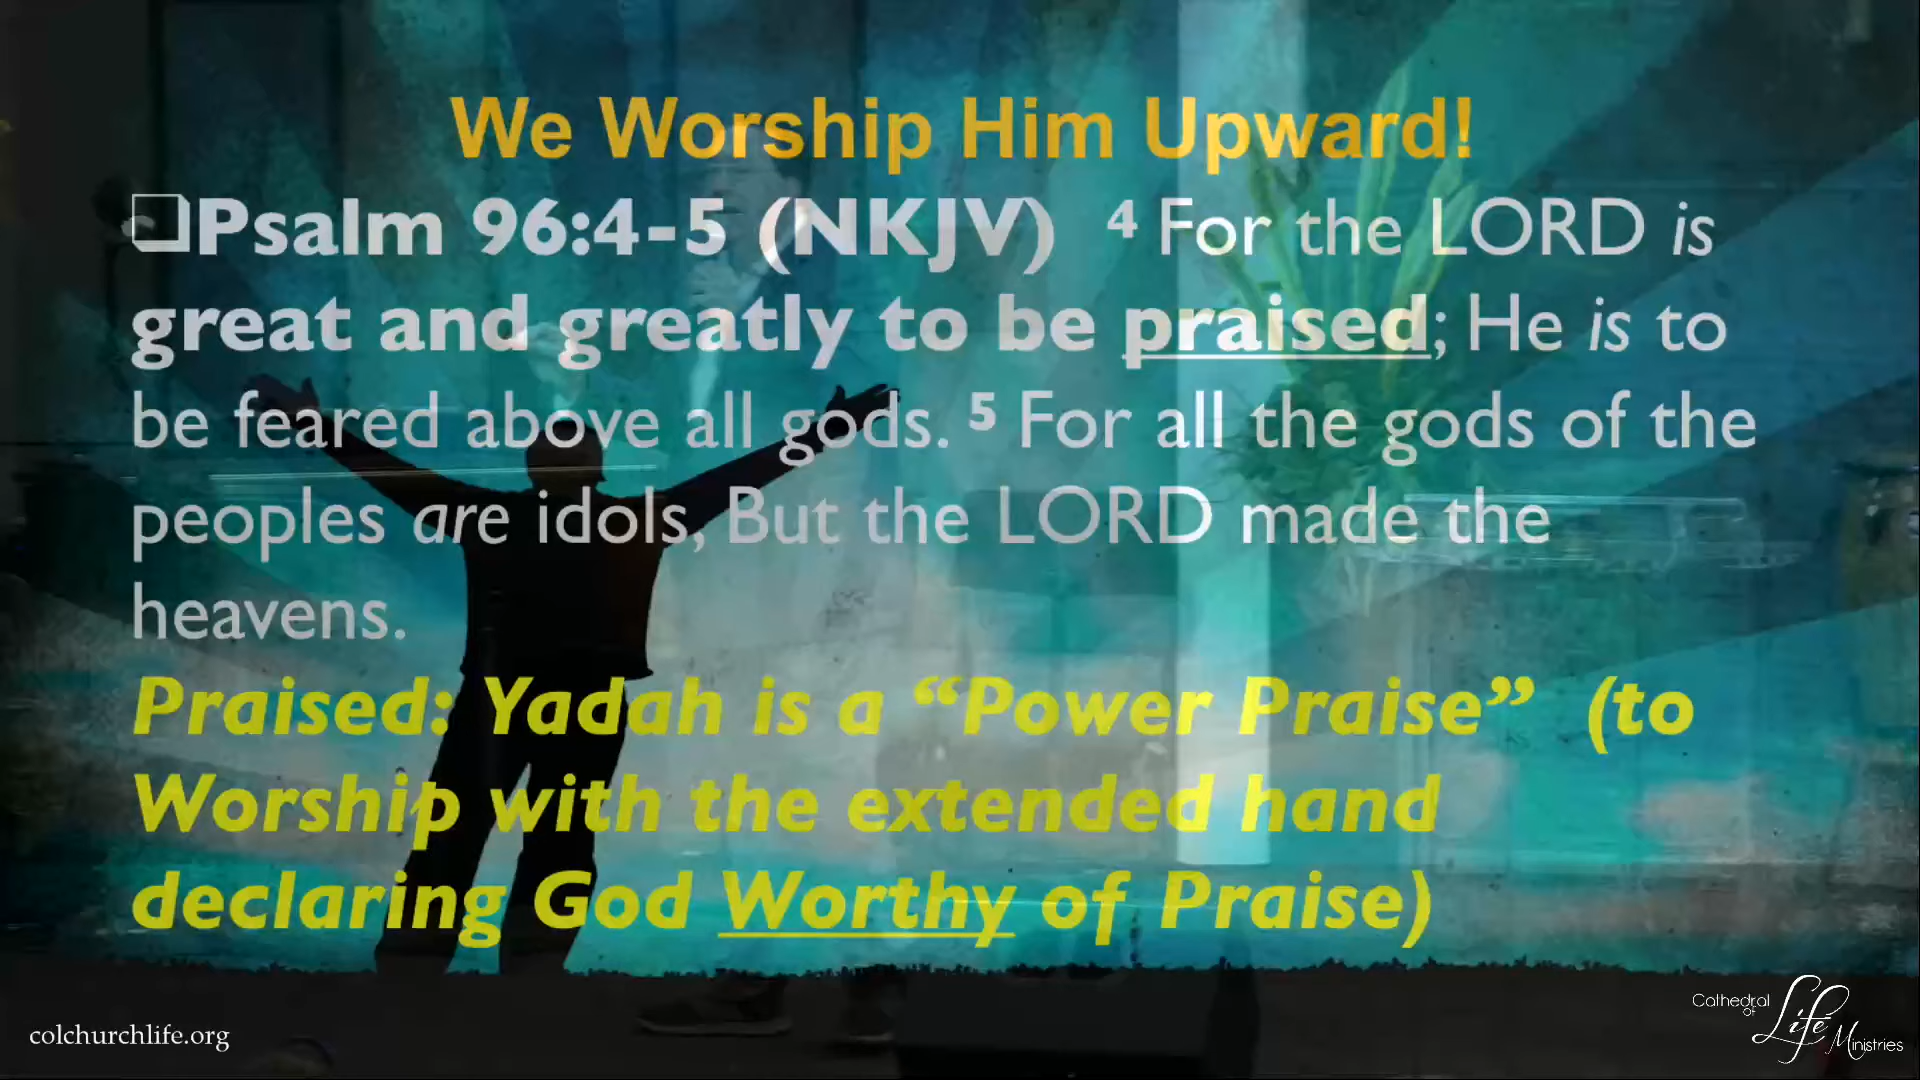 We Worship Him Upward!
❑Psalm 96:4-5 (NKJV) 4 For the LORD is
great and greatly to be praised; He is to
be feared above all gods. 5 For all the gods of the
peoples are idols, But the LORD made the
heavens.
Praised: Yadah is a “Power Praise” (to
Worship with the extended hand
declaring God Worthy of Praise)
colchurchlife.org
Cathedral
of
Life
Ministries